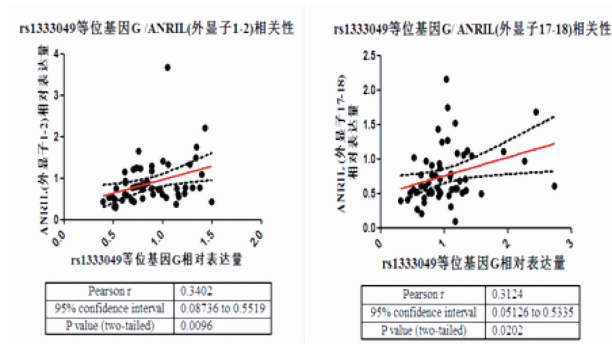 rs1333049等位基因G /ANRIL(外显子1-2)相关性
ANRIL(外显子1-2)相对表达量
4
3
2
1
0
0.0
0.5
1.0
1.5
2.0
rs1333049等位基因G相对表达量
Pearson r 0.3402
95% confidence interval 0.08736 to 0.5519
P value (two-tailed) 0.0096
rs1333049等位基因G/ ANRIL(外显子17-18)相关性
ANRIL (外显子17-18)
相对表达量
2.5
2.0
1.5
1.0
0.5
0.0
0
1
2
3
rs1333049等位基因G相对表达量
Pearson r 0.3124
95% confidence interval 0.05126 to 0.5335
P value (two-tailed) 0.0202